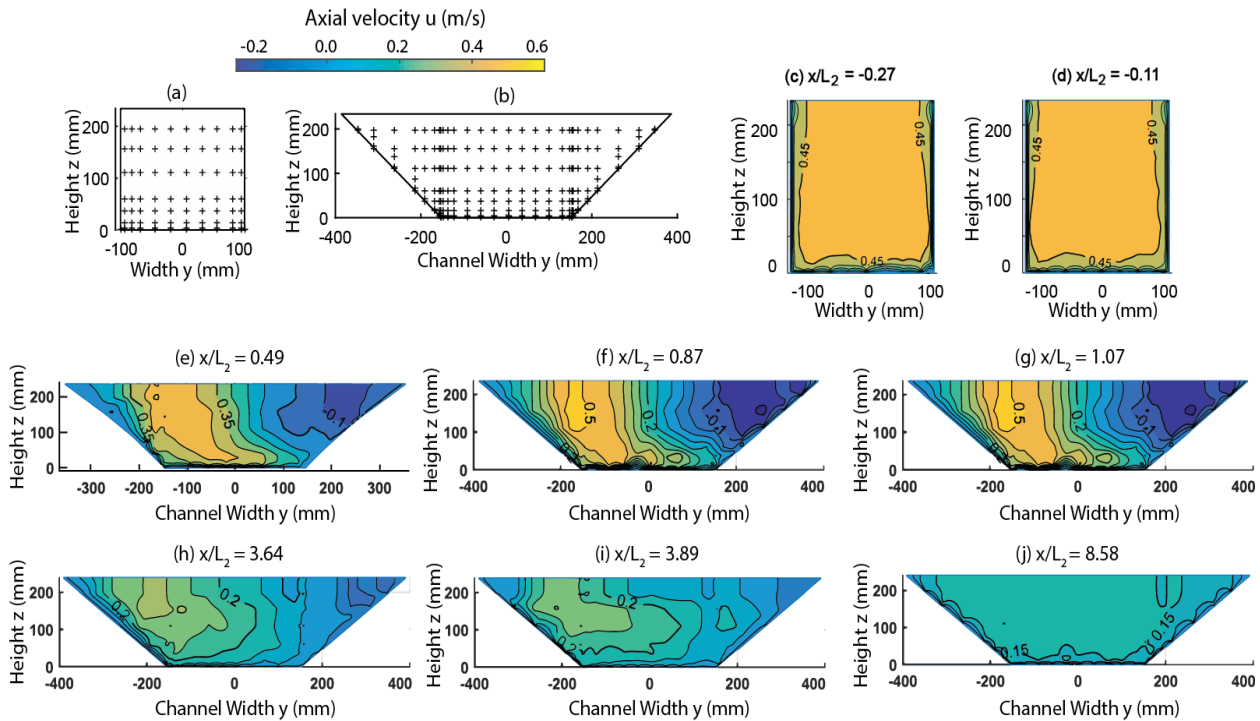 Axial velocity u (m/s)
-0.2 0.0 0.2 0.4 0.6
(a)
(b)
(c) x/L2 = -0.27
(d) x/L2 = -0.11
Height z (mm)
200
100
0
-100 0 100
Width y (mm)
Height z (mm)
200
100
0
-400 -200 0 200 400
Channel Width y (mm)
Height z (mm)
200
100
0
0.45
0.45
0.45
-100 0 100
Width y (mm)
Height z (mm)
200
100
0
0.45
0.45
0.45
-100 0 100
Width y (mm)
(e) x/L2 = 0.49
(f) x/L2 = 0.87
(g) x/L2 = 1.07
Height z (mm)
200
100
0
0.35
0.35
-0.1
-300 -200 -100 0 100 200 300
Channel Width y (mm)
Height z (mm)
200
100
0
0.5
0.2
-0.1
-400 -200 0 200 400
Channel Width y (mm)
Height z (mm)
200
100
0
0.5
0.2
-0.1
-400 -200 0 200 400
Channel Width y (mm)
(h) x/L2 = 3.64
(i) x/L2 = 3.89
(j) x/L2 = 8.58
Height z (mm)
200
100
0
0.2
0.2
-400 -200 0 200 400
Channel Width y (mm)
Height z (mm)
200
100
0
0.2
0.2
-400 -200 0 200 400
Channel Width y (mm)
Height z (mm)
200
100
0
0.15
0.15
-400 -200 0 200 400
Channel Width y (mm)